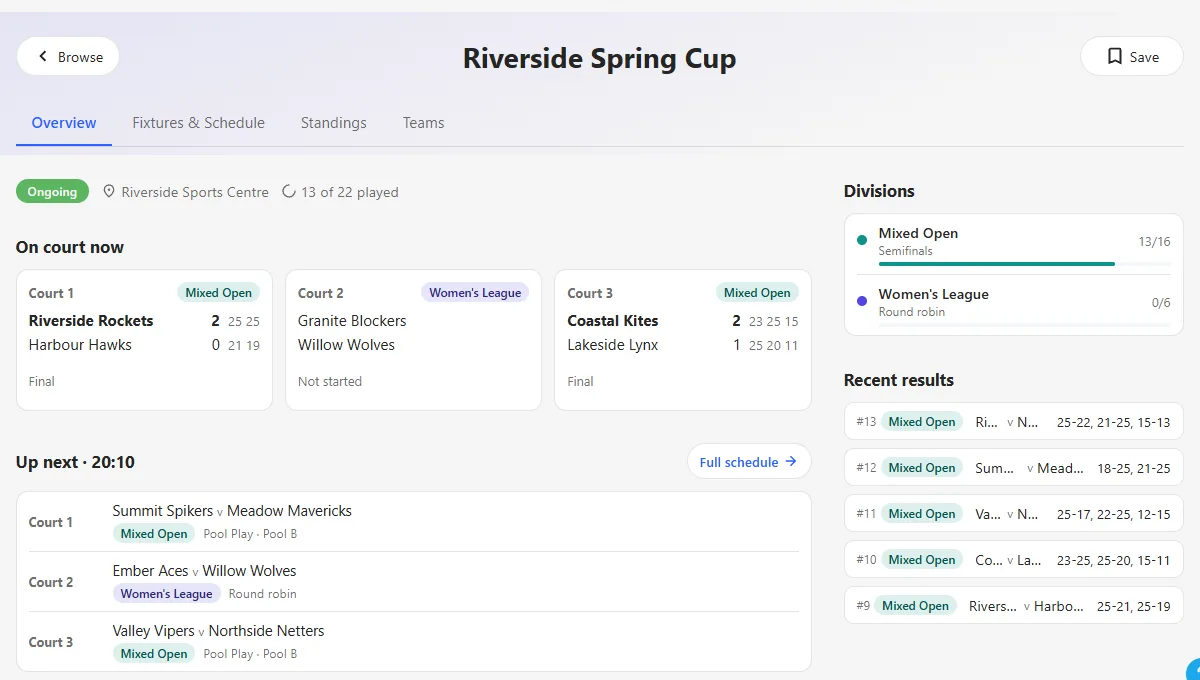 Browse
Riverside Spring Cup
Save
Overview
Fixtures & Schedule
Standings
Teams
Ongoing
Riverside Sports Centre
13 of 22 played
On court now
Court 1 Mixed Open
Riverside Rockets 2 25 25
Harbour Hawks 0 21 19
Final
Court 2 Women's League
Granite Blockers
Willow Wolves
Not started
Court 3 Mixed Open
Coastal Kites 2 23 25 15
Lakeside Lynx 1 25 20 11
Final
Up next · 20:10
Full schedule
Court 1
Summit Spikers v Meadow Mavericks
Mixed Open Pool Play · Pool B
Court 2
Ember Aces v Willow Wolves
Women's League Round robin
Court 3
Valley Vipers v Northside Netters
Mixed Open Pool Play · Pool B
Divisions
Mixed Open 13/16
Semifinals
Women's League 0/6
Round robin
Recent results
#13 Mixed Open Ri... v N... 25-22, 21-25, 15-13
#12 Mixed Open Sum... v Mead... 18-25, 21-25
#11 Mixed Open Va... v N... 25-17, 22-25, 12-15
#10 Mixed Open Co... v La... 23-25, 25-20, 15-11
#9 Mixed Open Rivers... v Harbo... 25-21, 25-19